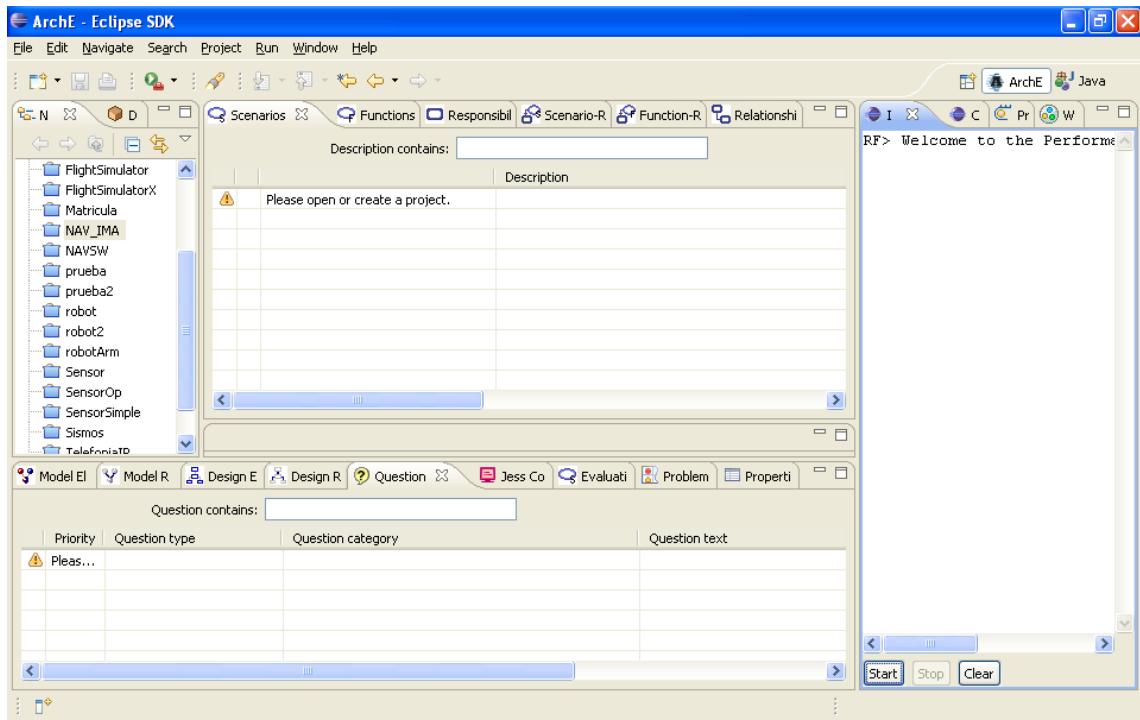 ArchE - Eclipse SDK
File Edit Navigate Search Project Run Window Help
ArchE Java
N D
Scenarios Functions Responsibil Scenario-R Function-R Relationshi
I C Pr W
Description contains:
RF> Welcome to the Performa
Description
Please open or create a project.
FlightSimulator
FlightSimulatorX
Matricula
NAV_IMA
NAVSW
prueba
prueba2
robot
robot2
robotArm
Sensor
SensorOp
SensorSimple
Sismos
TelefoniaIP
Model El Model R Design E Design R Question Jess Co Evaluati Problem Properti
Question contains:
Priority Question type Question category Question text
Pleas...
Start Stop Clear